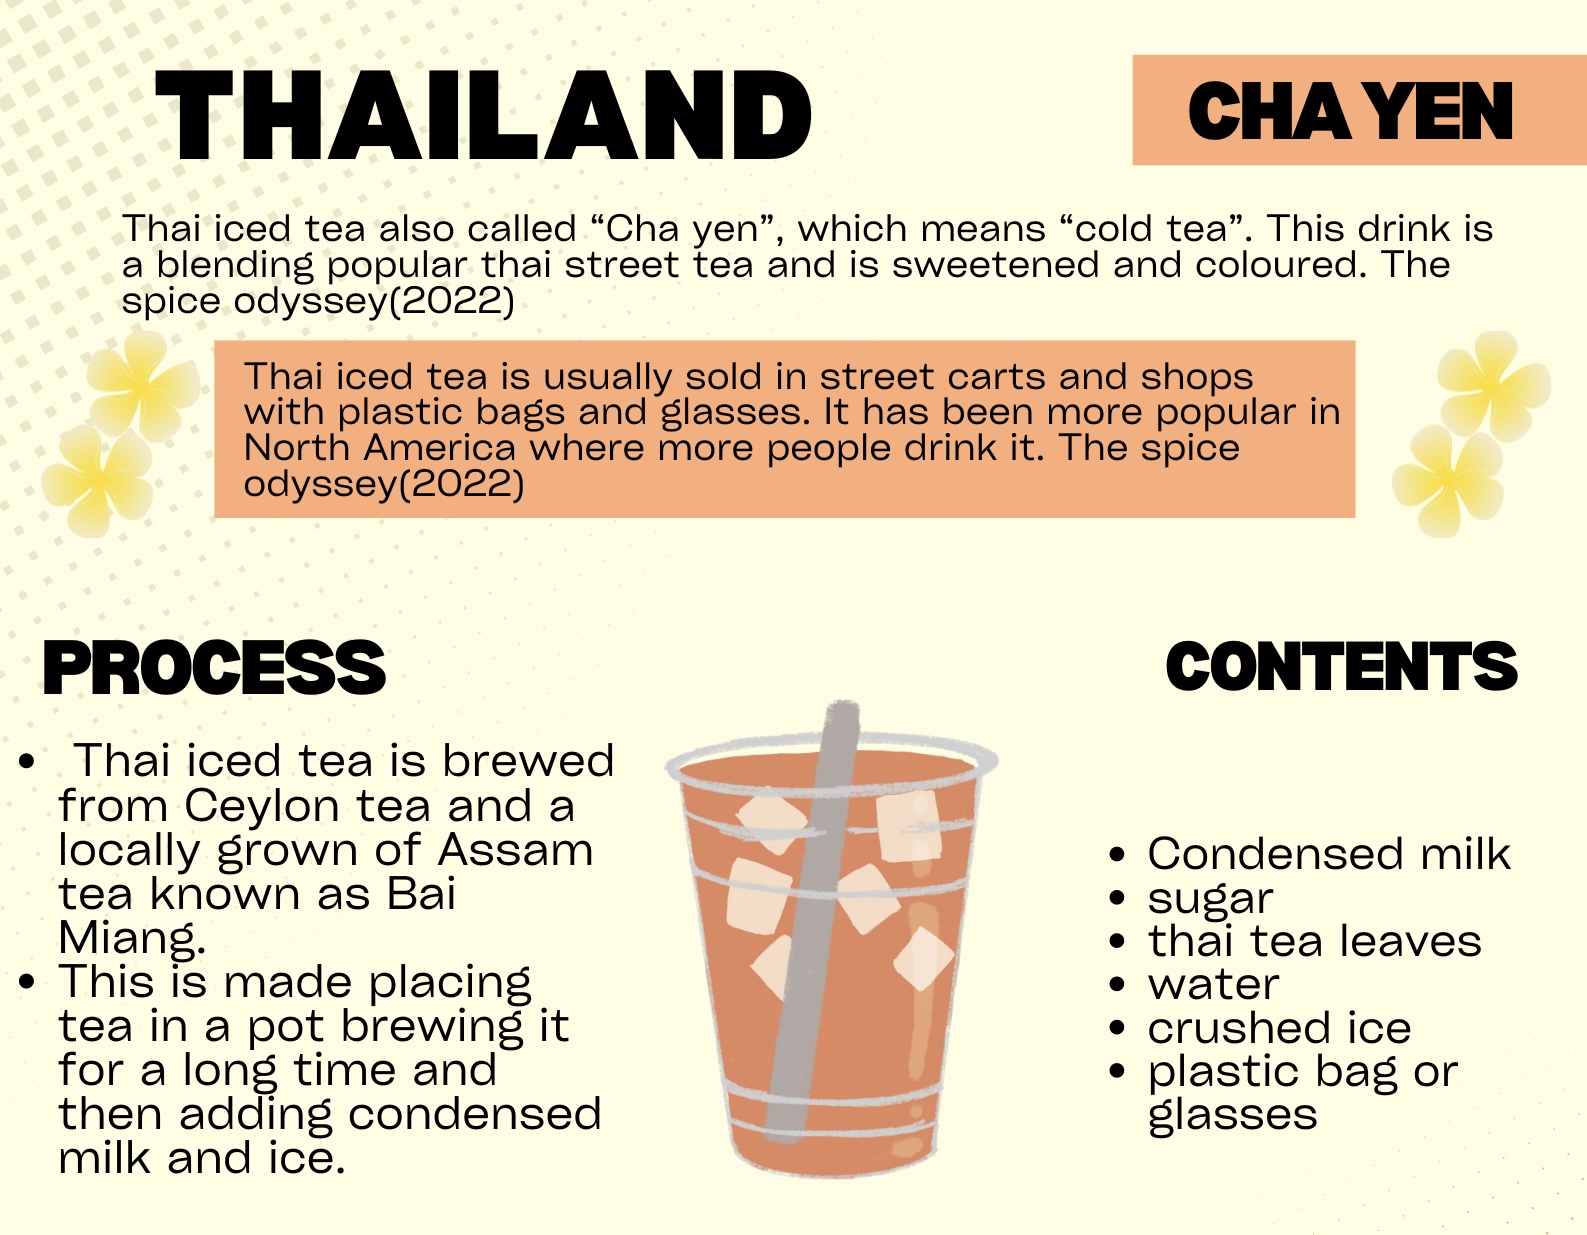 THAILAND
CHA YEN
Thai iced tea also called “Cha yen”, which means “cold tea”. This drink is
a blending popular thai street tea and is sweetened and coloured. The
spice odyssey(2022)
Thai iced tea is usually sold in street carts and shops
with plastic bags and glasses. It has been more popular in
North America where more people drink it. The spice
odyssey(2022)
PROCESS
• Thai iced tea is brewed
from Ceylon tea and a
locally grown of Assam
tea known as Bai
Miang.
• This is made placing
tea in a pot brewing it
for a long time and
then adding condensed
milk and ice.
CONTENTS
• Condensed milk
• sugar
• thai tea leaves
• water
• crushed ice
• plastic bag or
glasses